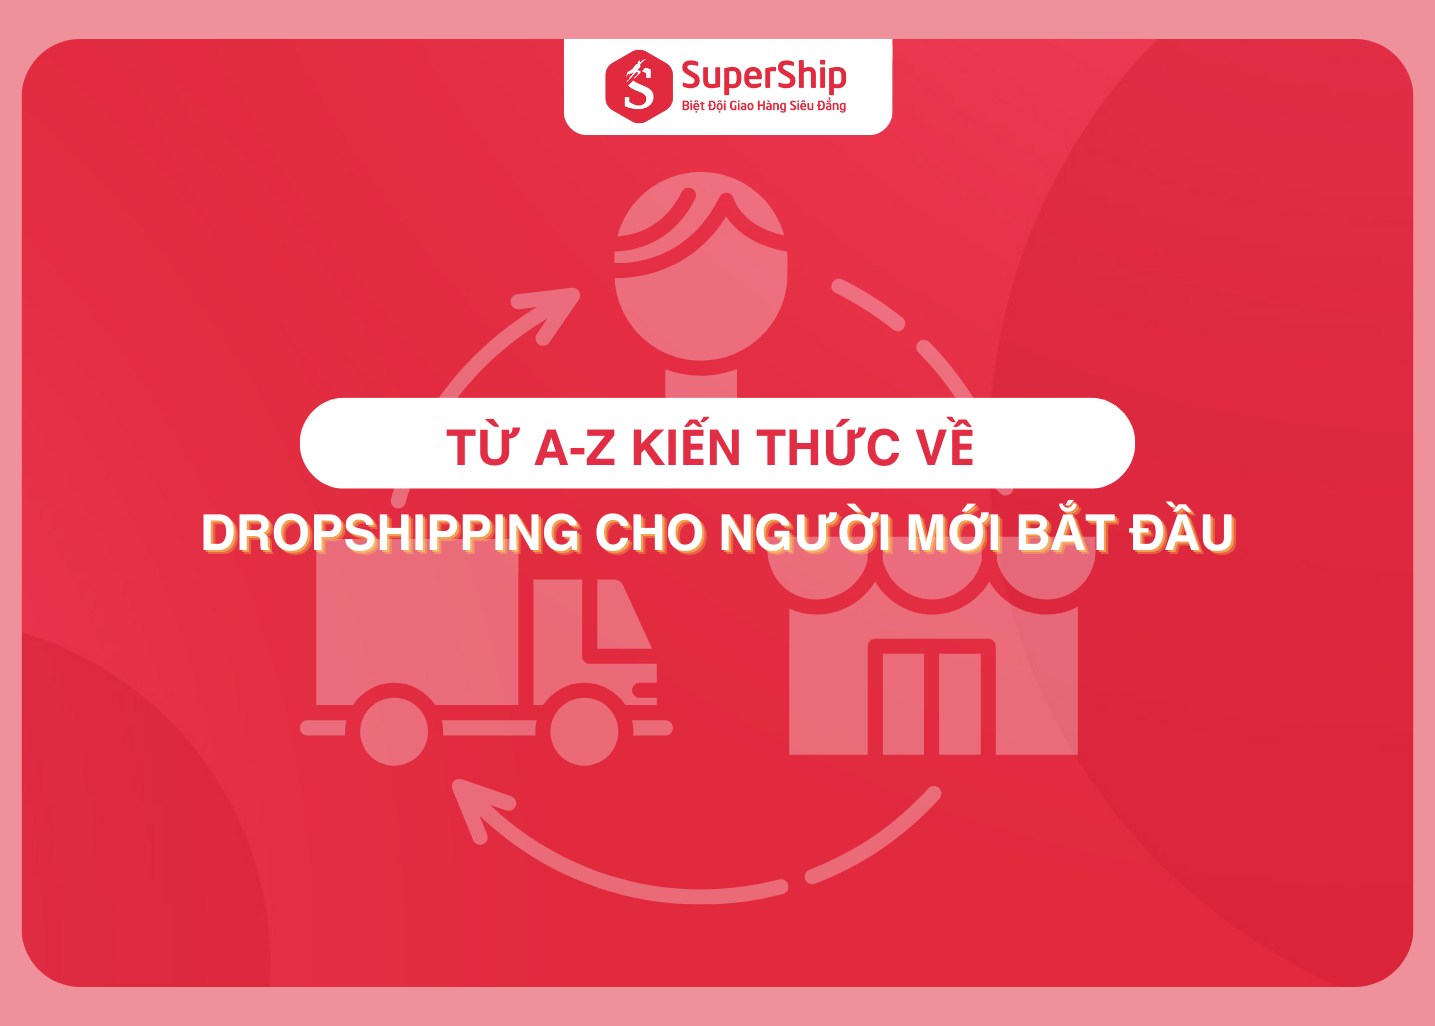 SuperShip
Biệt Đội Giao Hàng Siêu Đẳng
TỪ A-Z KIẾN THỨC VỀ
DROPSHIPPING CHO NGƯỜI MỚI BẮT ĐẦU